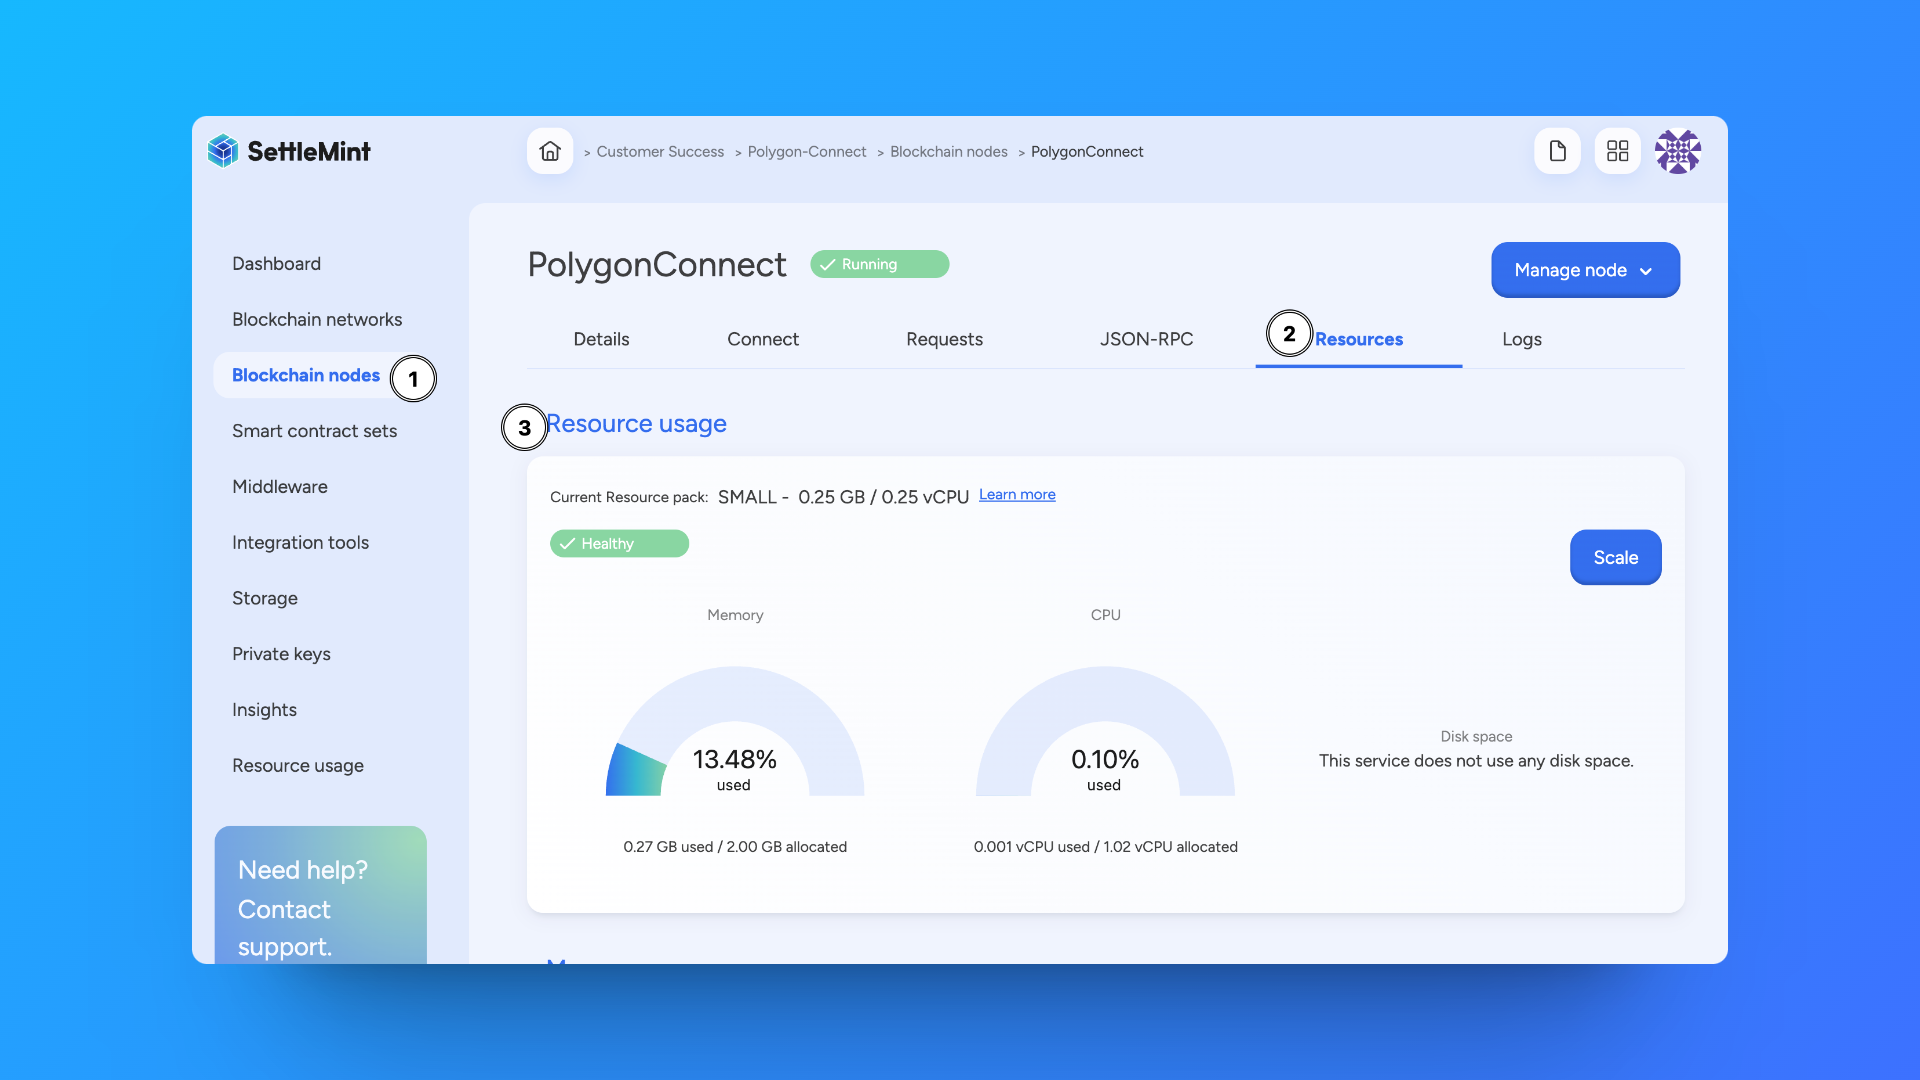 SettleMint
> Customer Success > Polygon-Connect > Blockchain nodes > PolygonConnect
Dashboard
Blockchain networks
Blockchain nodes
1
Smart contract sets
Middleware
Integration tools
Storage
Private keys
Insights
Resource usage
Need help?
Contact
support.
PolygonConnect
Running
Manage node
Details
Connect
Requests
JSON-RPC
2
Resources
Logs
3
Resource usage
Current Resource pack: SMALL - 0.25 GB / 0.25 vCPU Learn more
Healthy
Scale
Memory
13.48%
used
0.27 GB used / 2.00 GB allocated
CPU
0.10%
used
0.001 vCPU used / 1.02 vCPU allocated
Disk space
This service does not use any disk space.